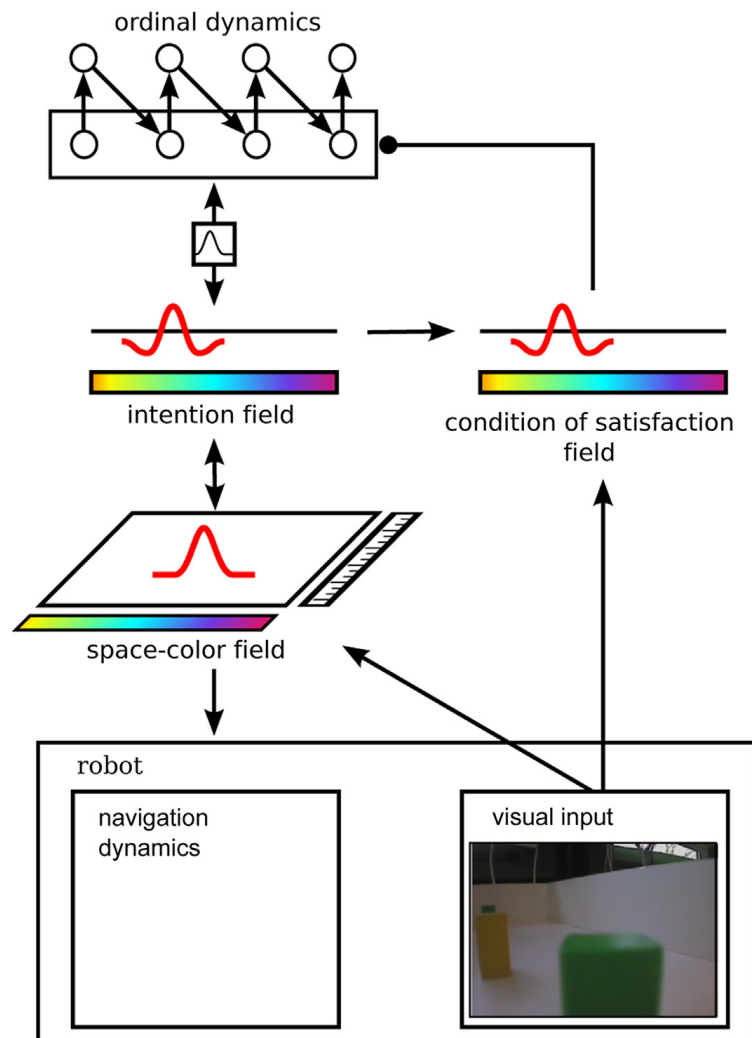 ordinal dynamics
intention field
condition of satisfaction
field
space-color field
robot
navigation
dynamics
visual input